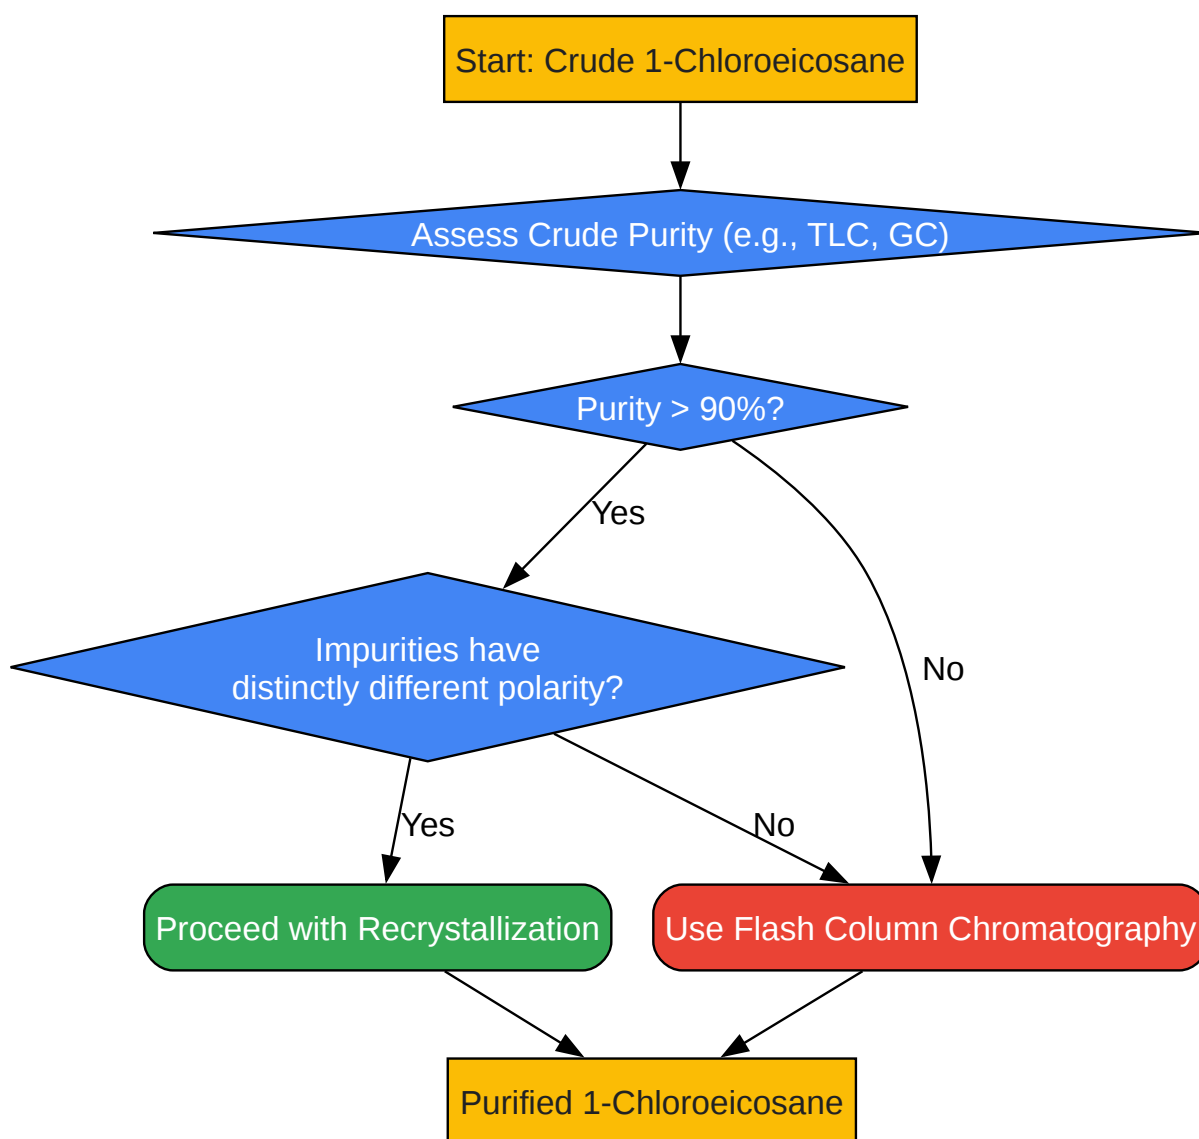 Start: Crude 1-Chloroeicosane
Assess Crude Purity (e.g., TLC, GC)
Purity > 90%?
Yes
Impurities have
distinctly different polarity?
No
Yes
No
Proceed with Recrystallization
Use Flash Column Chromatography
Purified 1-Chloroeicosane